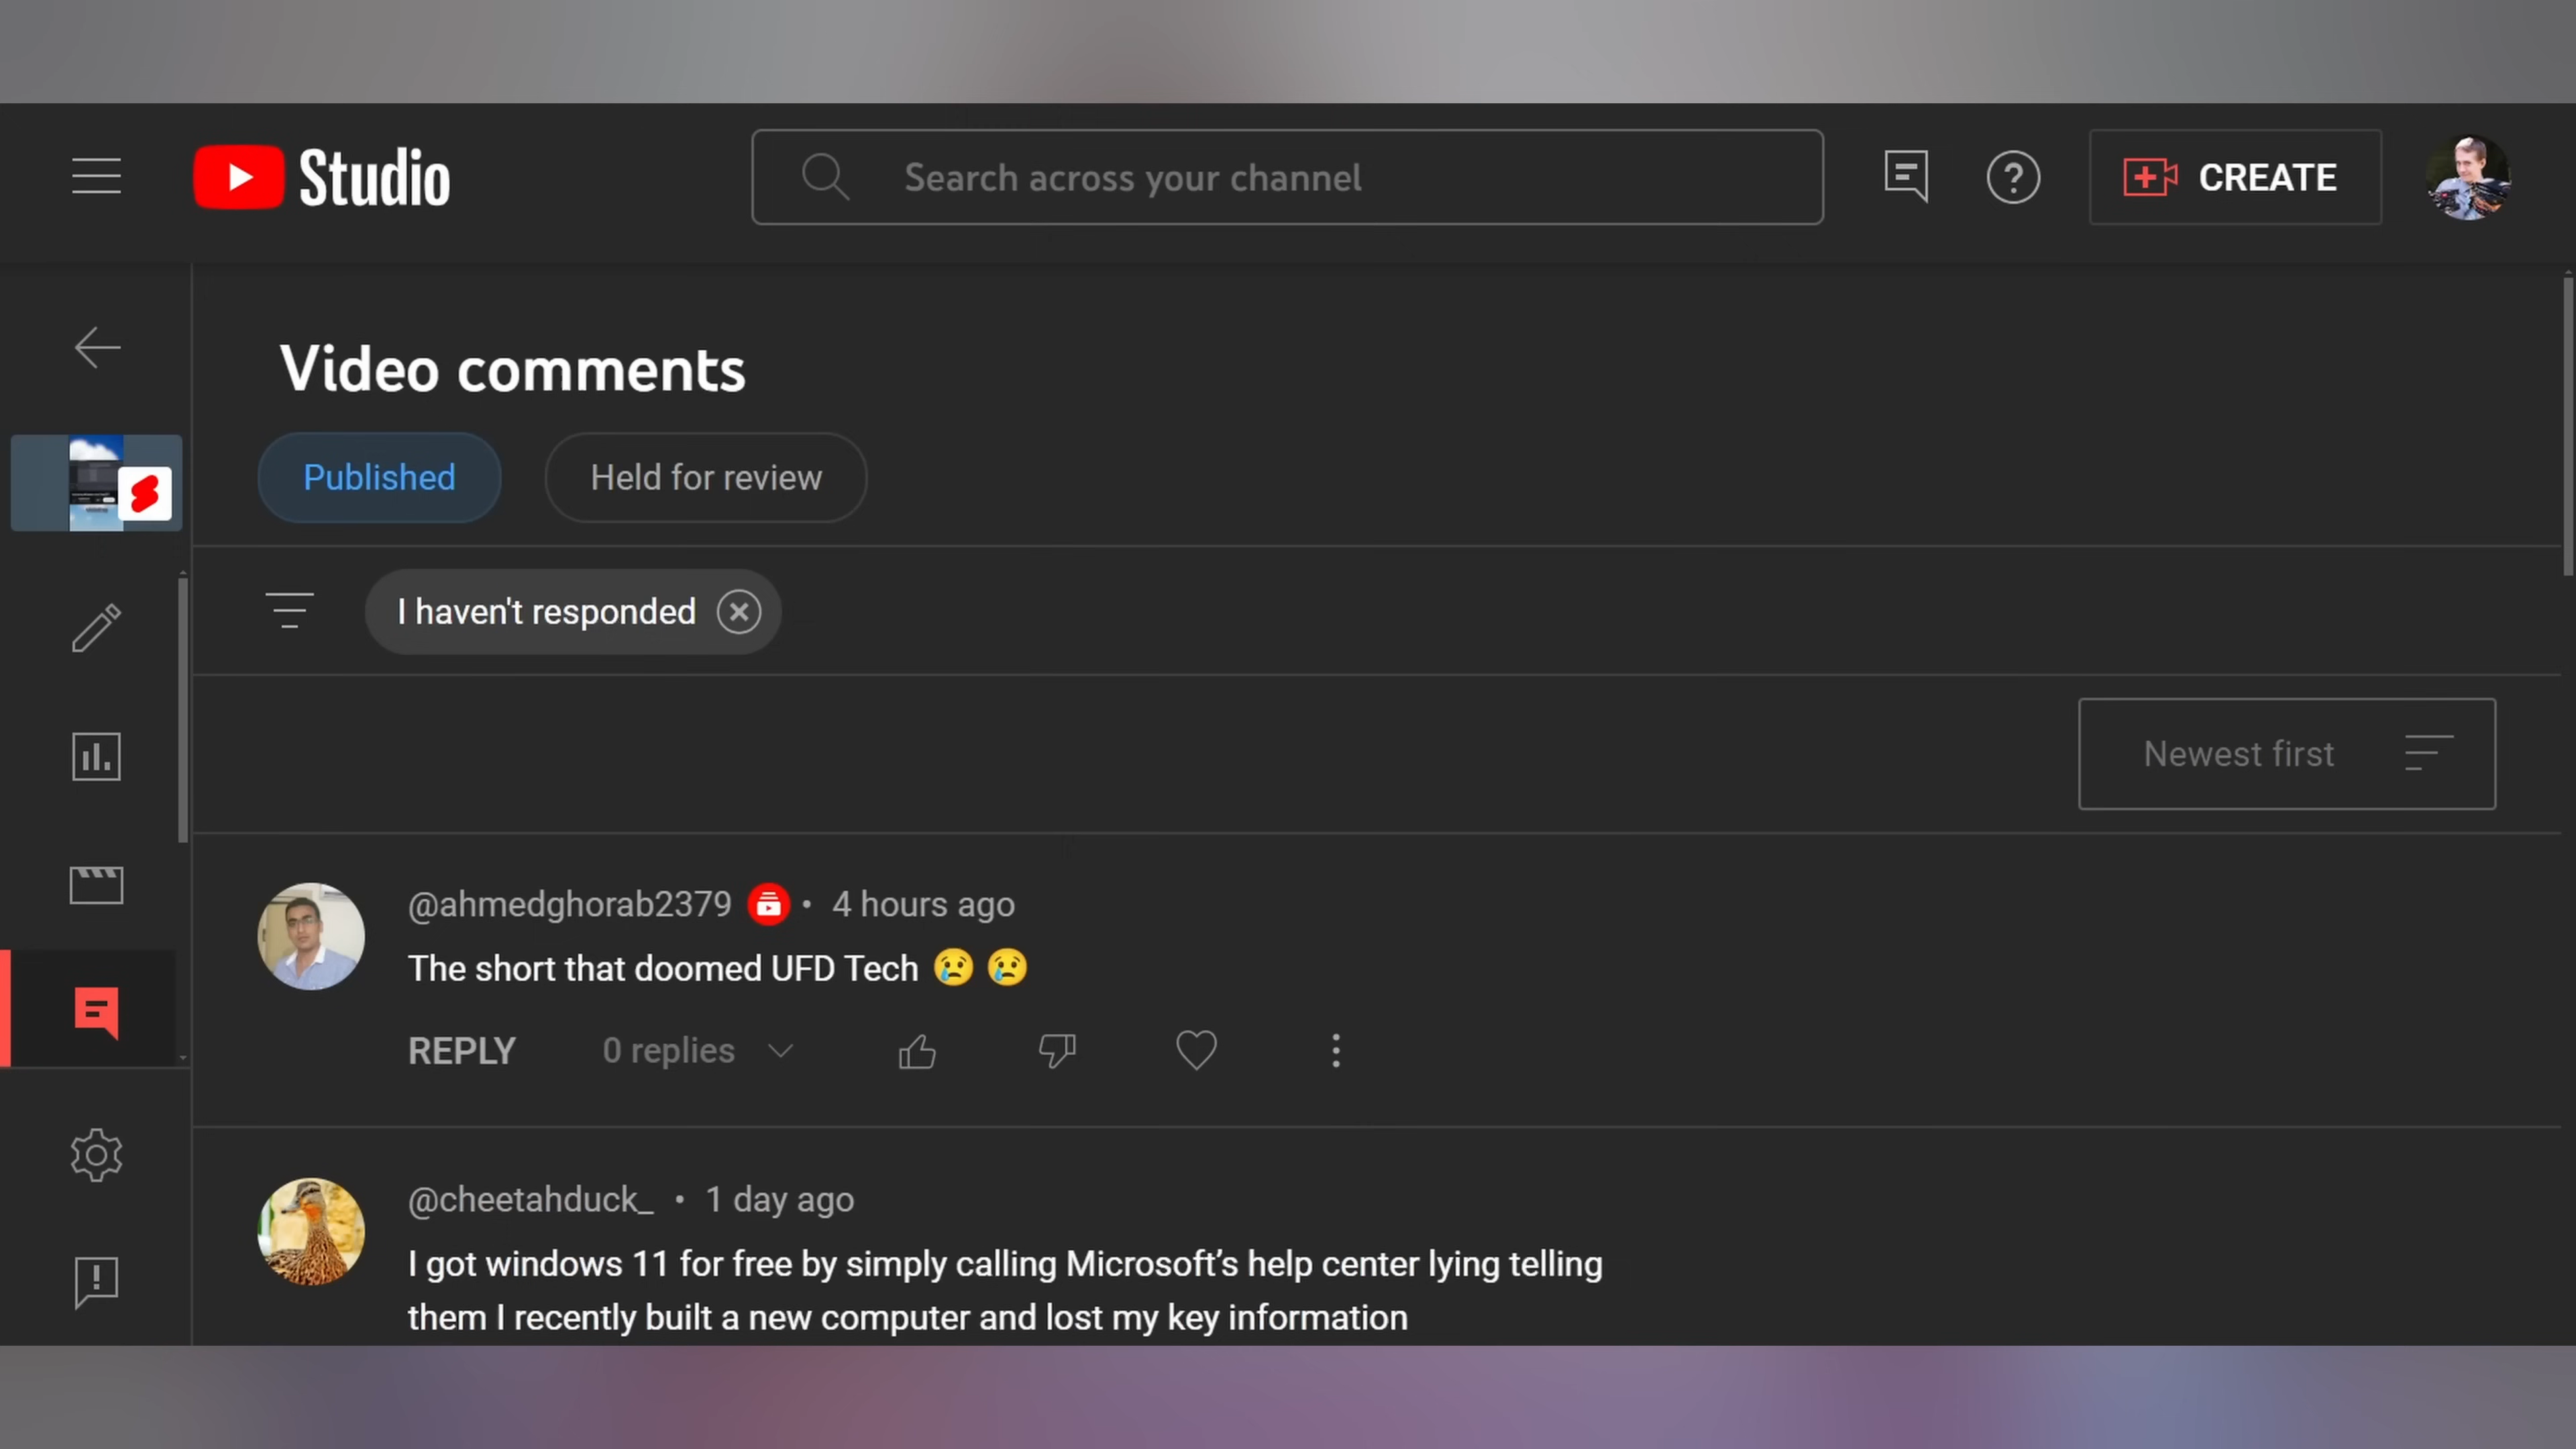 Studio
Search across your channel
CREATE
Video comments
Published
Held for review
I haven't responded
Newest first
@ahmedghorab2379 • 4 hours ago
The short that doomed UFD Tech 😢 😢
REPLY
0 replies
@cheetahduck_ • 1 day ago
I got windows 11 for free by simply calling Microsoft’s help center lying telling
them I recently built a new computer and lost my key information